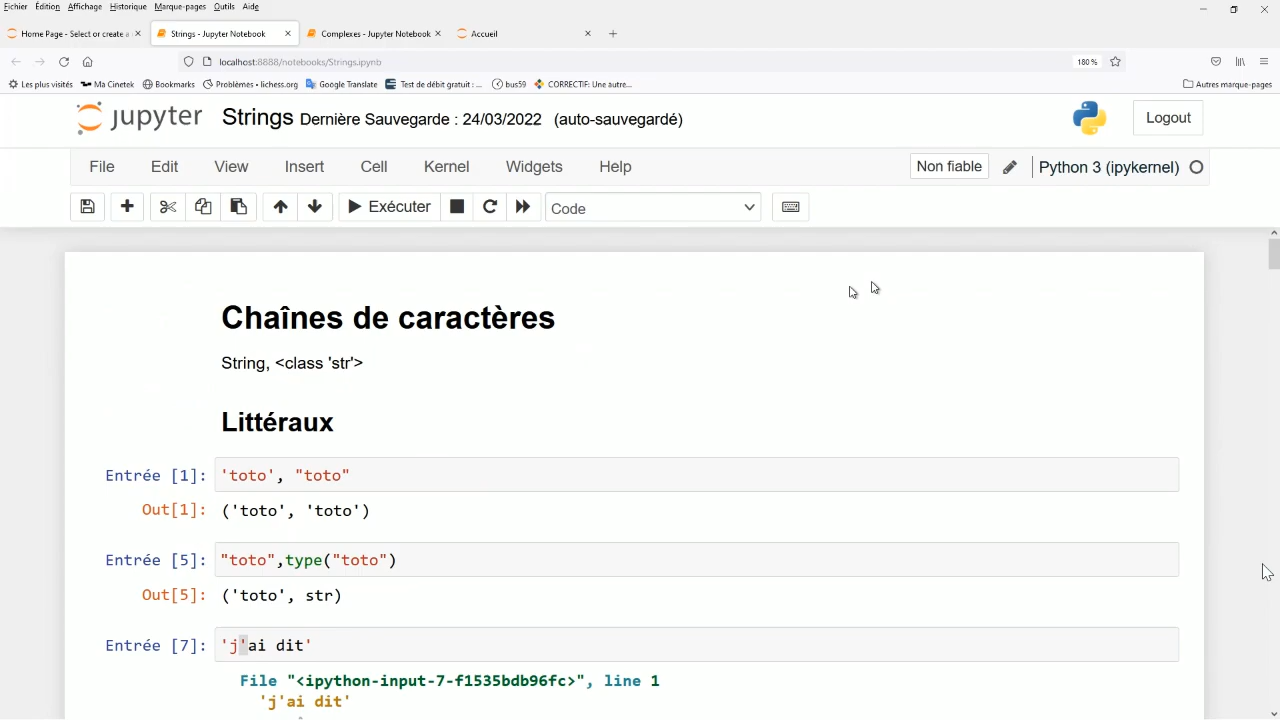 Fichier Édition Affichage Historique Marque-pages Outils Aide
Home Page - Select or create a Strings - Jupyter Notebook Complexes - Jupyter Notebook Accueil
localhost:8888/notebooks/Strings.ipynb 180 %
Les plus visités Ma Cinetek Bookmarks Problèmes • lichess.org Google Translate Test de débit gratuit : ... bus59 CORRECTIF: Une autre... Autres marque-pages
jupyter Strings Dernière Sauvegarde : 24/03/2022 (auto-sauvegardé) Logout
File Edit View Insert Cell Kernel Widgets Help Non fiable Python 3 (ipykernel)
Exécuter Code
Chaînes de caractères
String, <class 'str'>
Littéraux
Entrée [1]: 'toto', "toto"
Out[1]: ('toto', 'toto')
Entrée [5]: "toto",type("toto")
Out[5]: ('toto', str)
Entrée [7]: 'j'ai dit'
File "<ipython-input-7-f1535bdb96fc>", line 1
'j'ai dit'